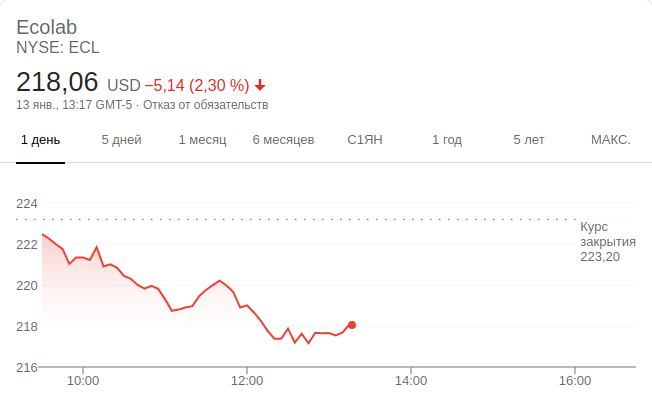 Ecolab
NYSE: ECL
218,06 USD −5,14 (2,30 %)
13 янв., 13:17 GMT-5 · Отказ от обязательств
1 день 5 дней 1 месяц 6 месяцев С1ЯН 1 год 5 лет МАКС.
224
Курс
закрытия
223,20
222
220
218
216
10:00 12:00 14:00 16:00